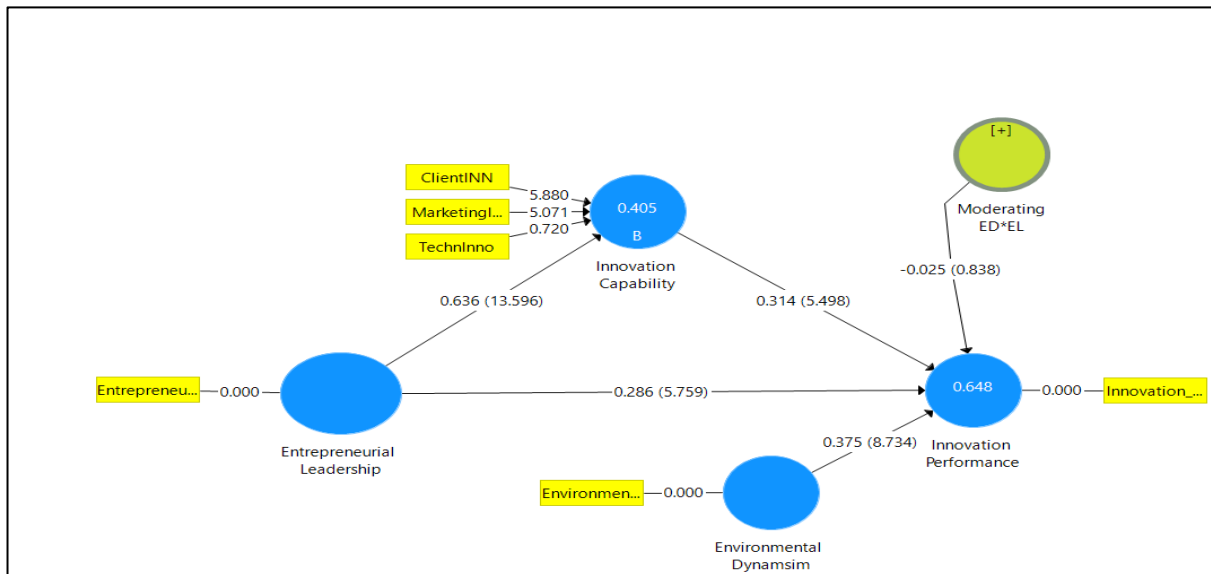 [+]
Moderating
ED*EL
ClientINN
5.880
MarketingI...
5.071
TechnInno
0.720
0.405
B
Innovation
Capability
-0.025 (0.838)
0.636 (13.596)
0.314 (5.498)
Entrepreneu...
0.000
Entrepreneurial
Leadership
0.286 (5.759)
0.648
0.000
Innovation_...
Innovation
Performance
0.375 (8.734)
Environmen...
0.000
Environmental
Dynamsim